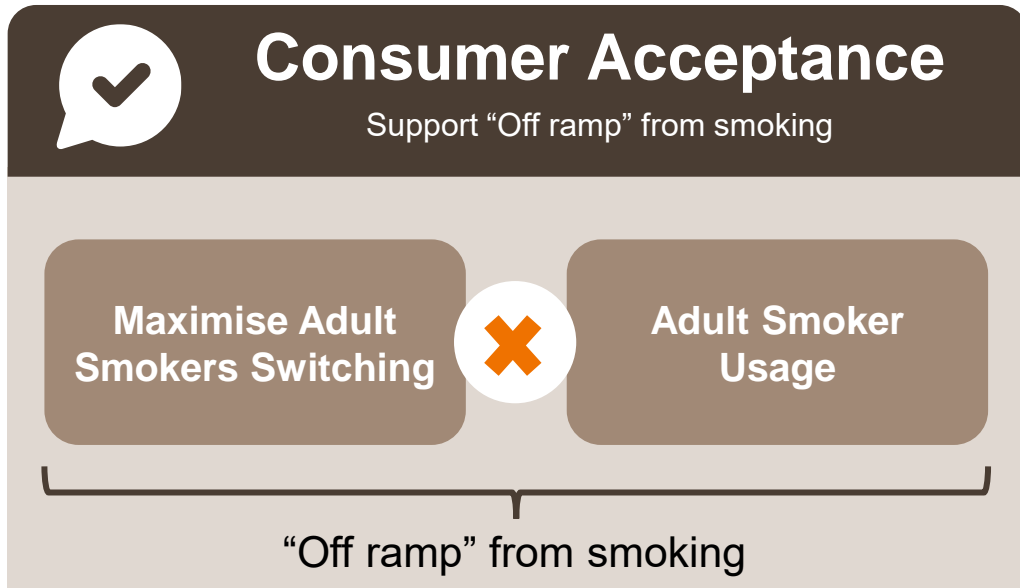 Consumer Acceptance
Support “Off ramp” from smoking
Maximise Adult
Smokers Switching
Adult Smoker
Usage
“Off ramp” from smoking